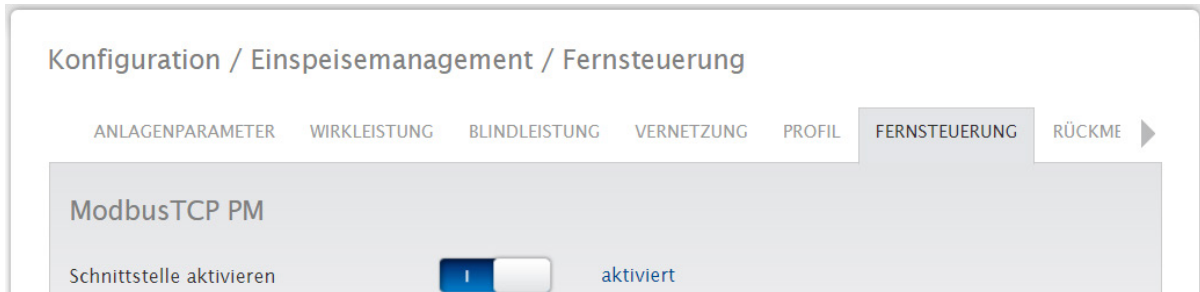 Konfiguration / Einspeisemanagement / Fernsteuerung
ANLAGENPARAMETER WIRKLEISTUNG BLINDLEISTUNG VERNETZUNG PROFIL FERNSTEUERUNG RÜCKME
ModbusTCP PM
Schnittstelle aktivieren I aktiviert